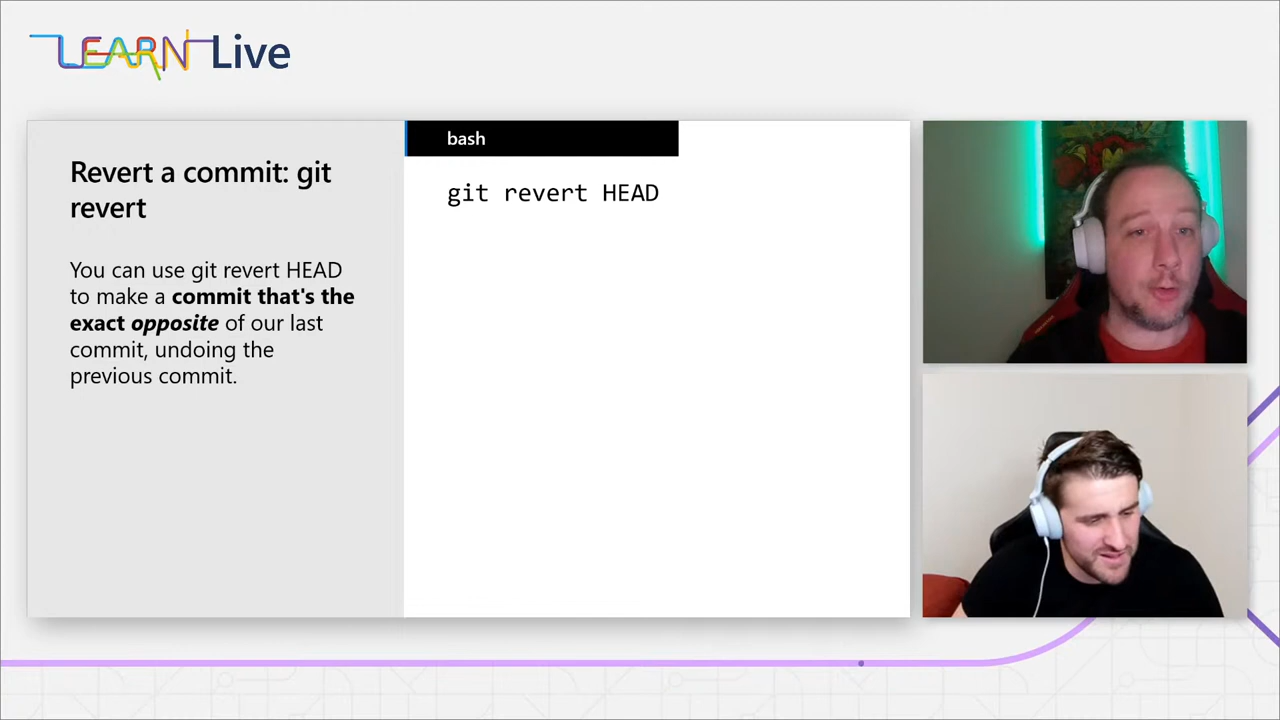 LEARN Live
Revert a commit: git
revert
You can use git revert HEAD
to make a commit that's the
exact opposite of our last
commit, undoing the
previous commit.
bash
git revert HEAD